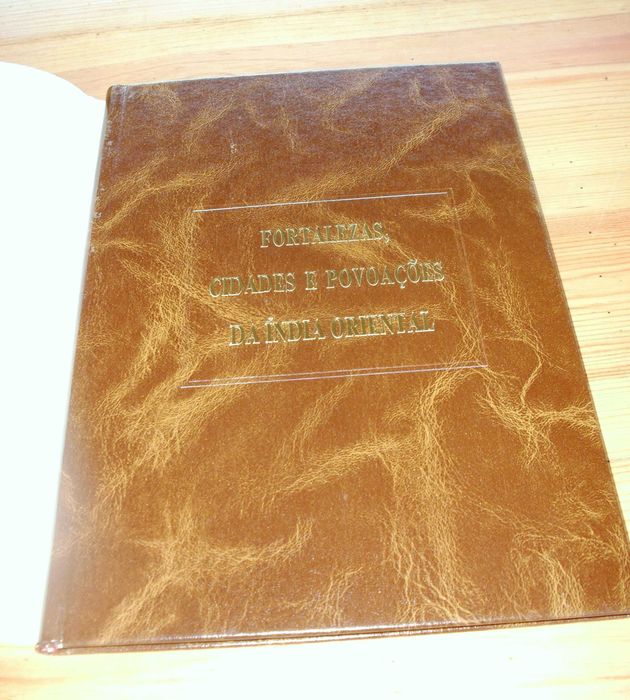 FORTALEZAS,
CIDADES E POVOAÇÕES
DA ÍNDIA ORIENTAL